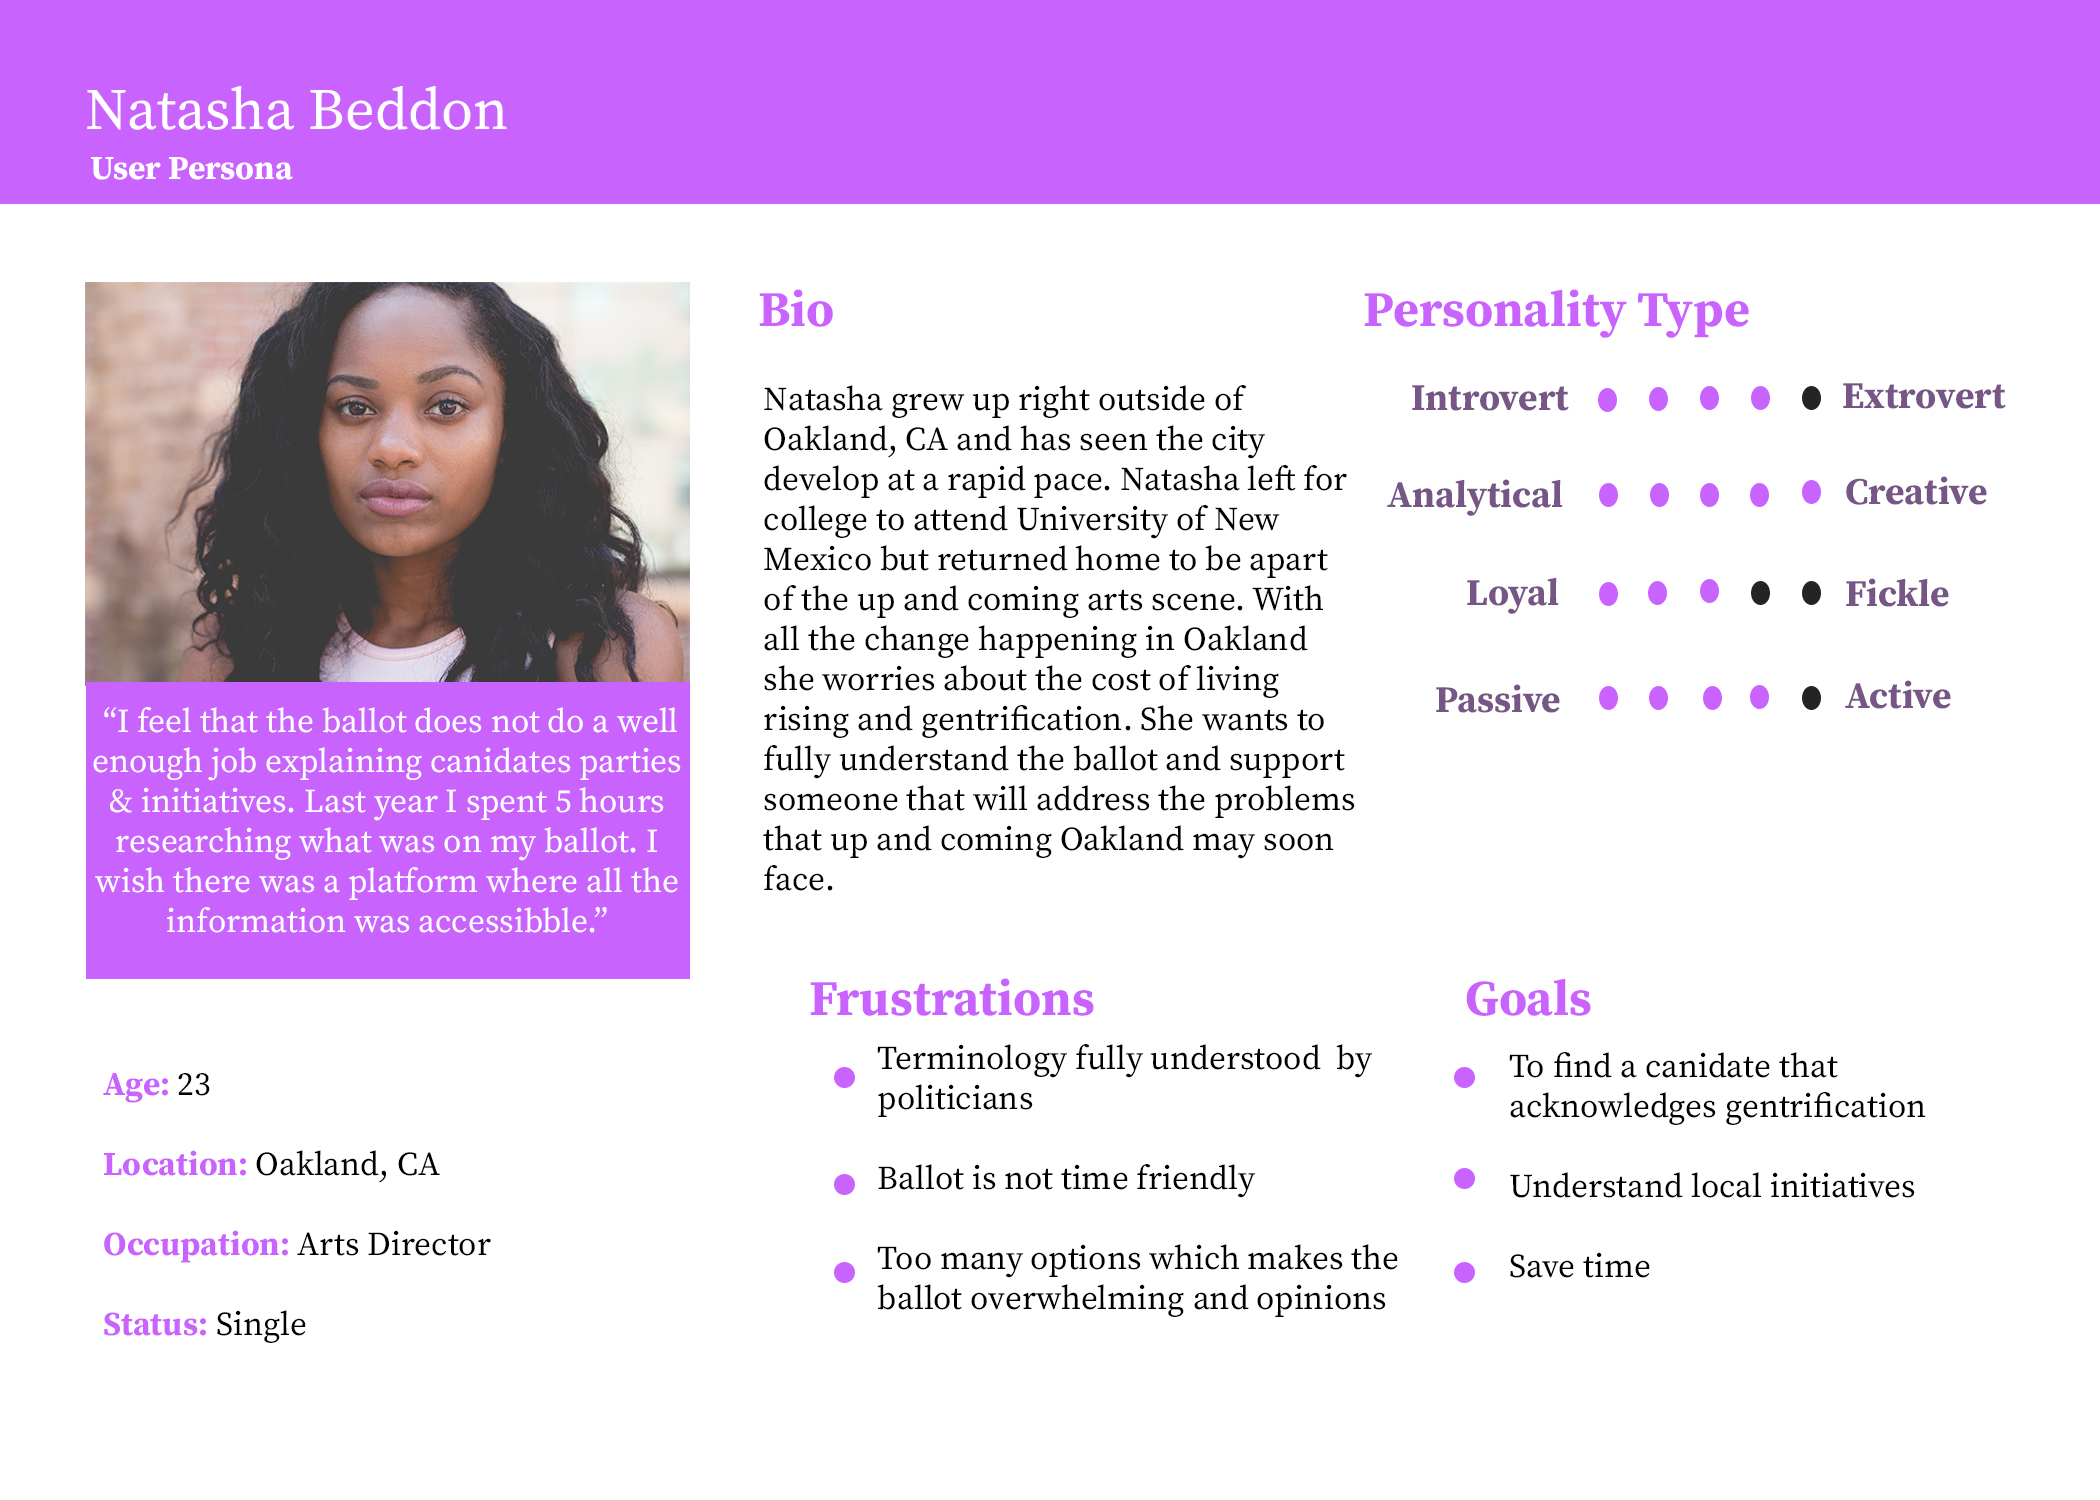 Natasha Beddon
User Persona
“I feel that the ballot does not do a well
enough job explaining canidates parties
& initiatives. Last year I spent 5 hours
researching what was on my ballot. I
wish there was a platform where all the
information was accessibble.”
Age: 23
Location: Oakland, CA
Occupation: Arts Director
Status: Single
Bio
Natasha grew up right outside of
Oakland, CA and has seen the city
develop at a rapid pace. Natasha left for
college to attend University of New
Mexico but returned home to be apart
of the up and coming arts scene. With
all the change happening in Oakland
she worries about the cost of living
rising and gentrification. She wants to
fully understand the ballot and support
someone that will address the problems
that up and coming Oakland may soon
face.
Personality Type
Introvert Extrovert
Analytical Creative
Loyal Fickle
Passive Active
Frustrations
Terminology fully understood  by
politicians
Ballot is not time friendly
Too many options which makes the
ballot overwhelming and opinions
Goals
To find a canidate that
acknowledges gentrification
Understand local initiatives
Save time